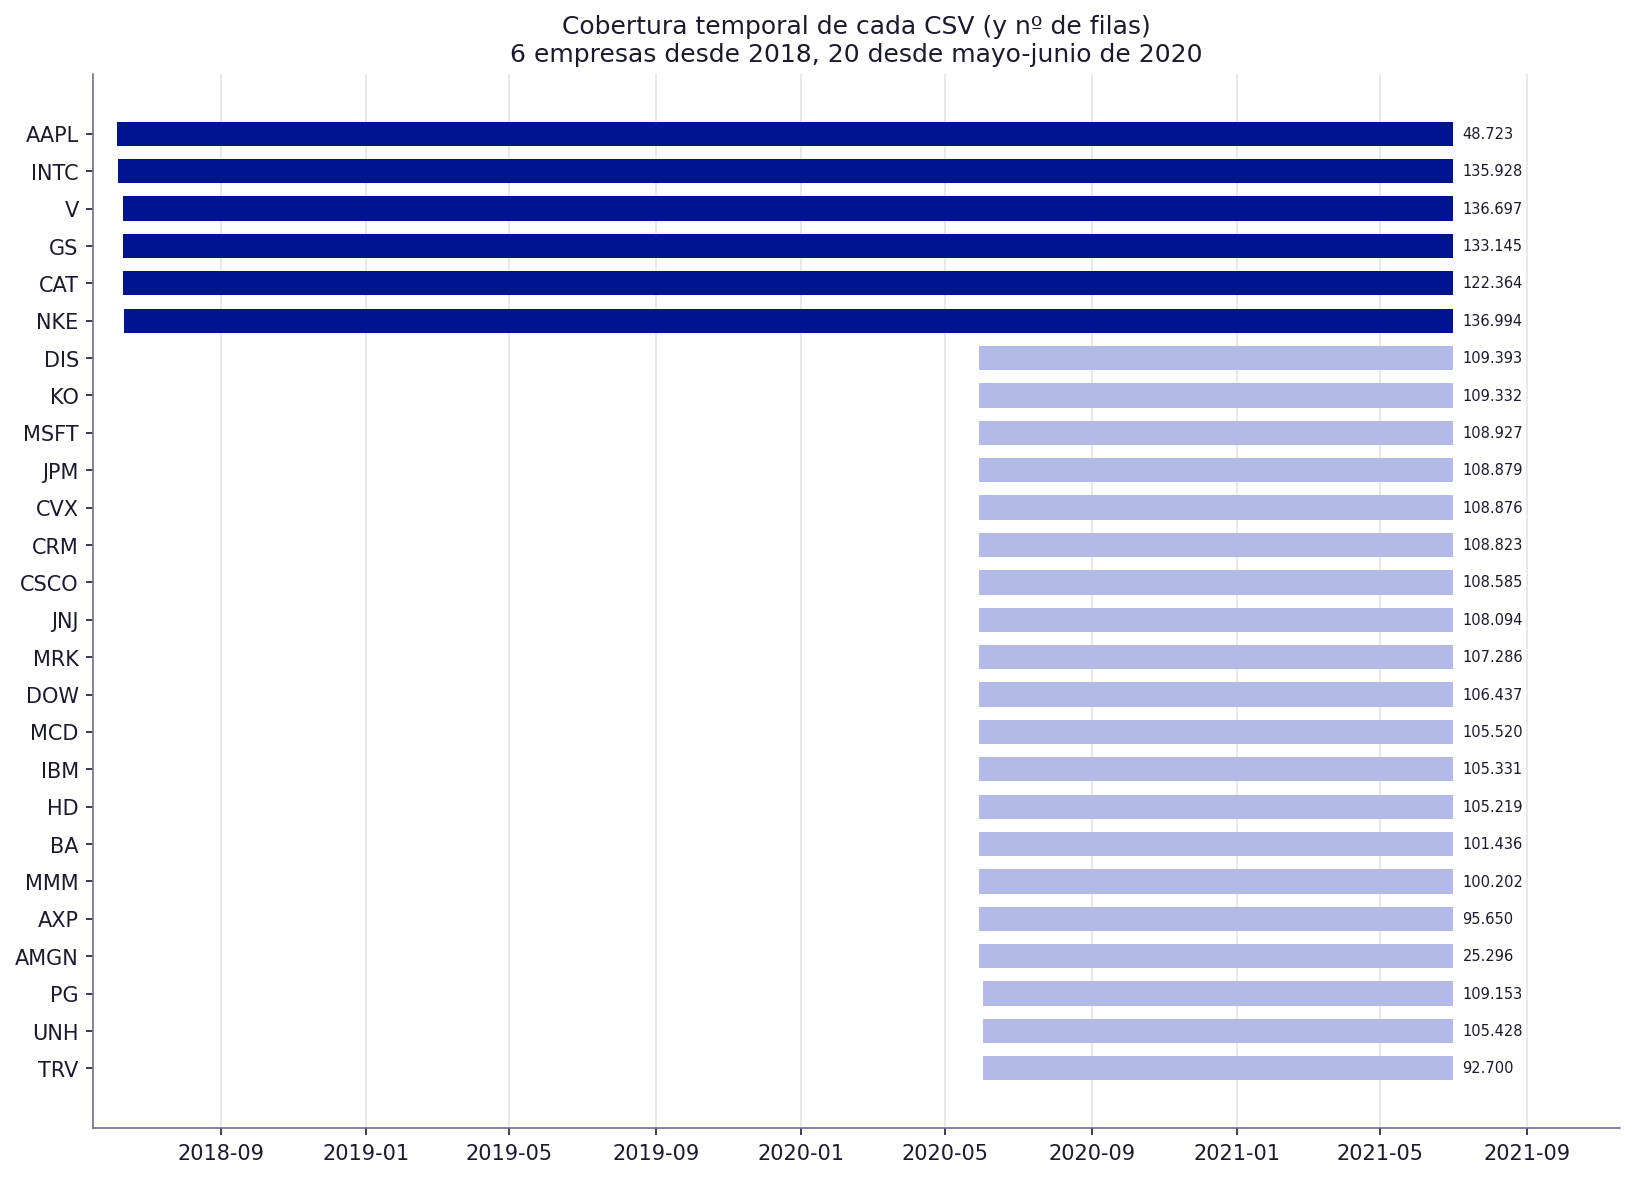 Cobertura temporal de cada CSV (y nº de filas)
6 empresas desde 2018, 20 desde mayo-junio de 2020
AAPL 48.723
INTC 135.928
V 136.697
GS 133.145
CAT 122.364
NKE 136.994
DIS 109.393
KO 109.332
MSFT 108.927
JPM 108.879
CVX 108.876
CRM 108.823
CSCO 108.585
JNJ 108.094
MRK 107.286
DOW 106.437
MCD 105.520
IBM 105.331
HD 105.219
BA 101.436
MMM 100.202
AXP 95.650
AMGN 25.296
PG 109.153
UNH 105.428
TRV 92.700
2018-09 2019-01 2019-05 2019-09 2020-01 2020-05 2020-09 2021-01 2021-05 2021-09